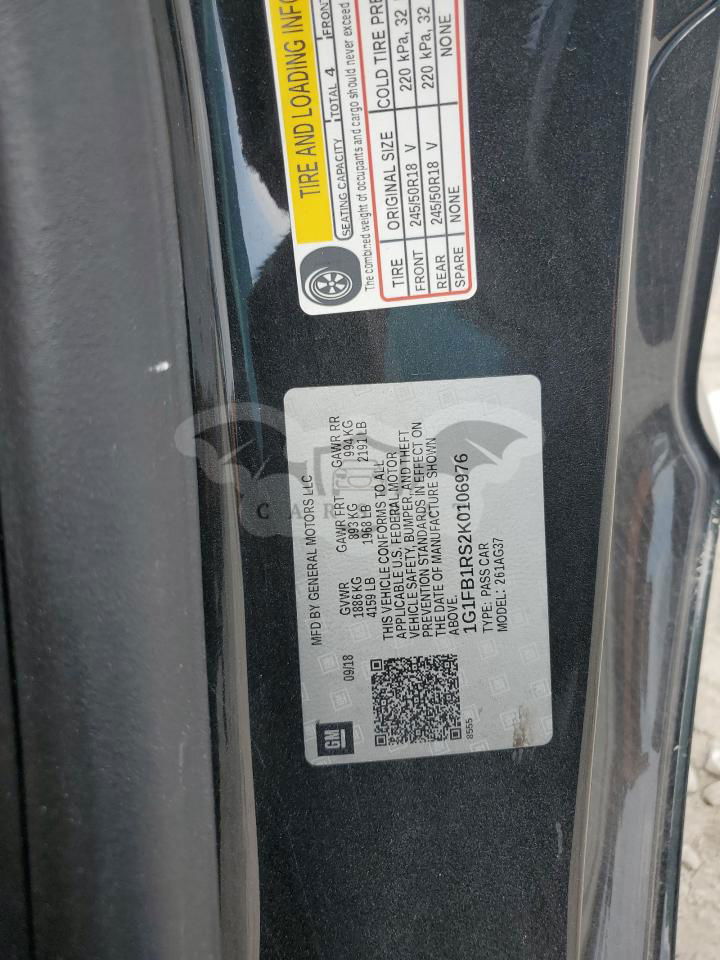 TIRE AND LOADING INFO
SEATING CAPACITY TOTAL 4 FRONT
The combined weight of occupants and cargo should never exceed
TIRE ORIGINAL SIZE COLD TIRE PRE
FRONT 245/50R18 V 220 kPa, 32
REAR 245/50R18 V 220 kPa, 32
SPARE NONE NONE
GM
MFD BY GENERAL MOTORS LLC
09/18 GVWR GAWR FRT GAWR RR
1886 KG 893 KG 994 KG
4159 LB 1968 LB 2191 LB
THIS VEHICLE CONFORMS TO ALL
APPLICABLE U.S. FEDERAL MOTOR
VEHICLE SAFETY, BUMPER, AND THEFT
PREVENTION STANDARDS IN EFFECT ON
THE DATE OF MANUFACTURE SHOWN
ABOVE.
1G1FB1RS2K0106976
8555 TYPE: PASS CAR
MODEL: 261AG37